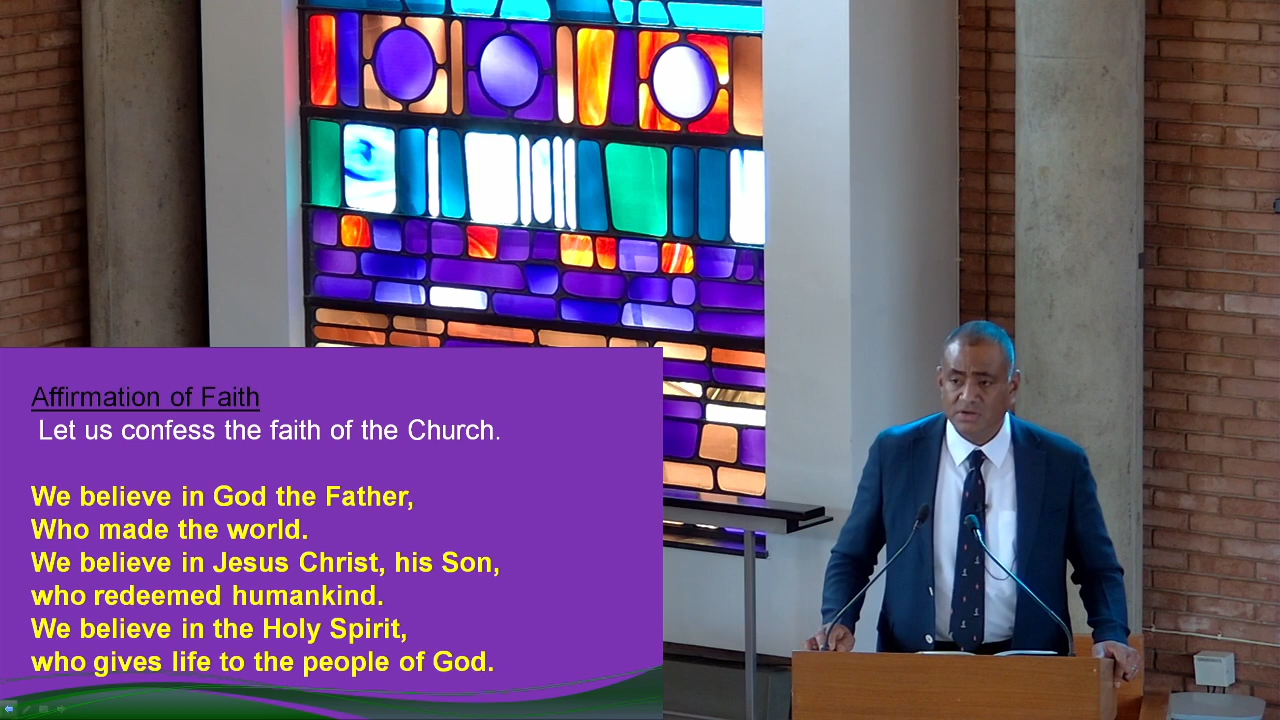 Affirmation of Faith
Let us confess the faith of the Church.
We believe in God the Father,
Who made the world.
We believe in Jesus Christ, his Son,
who redeemed humankind.
We believe in the Holy Spirit,
who gives life to the people of God.